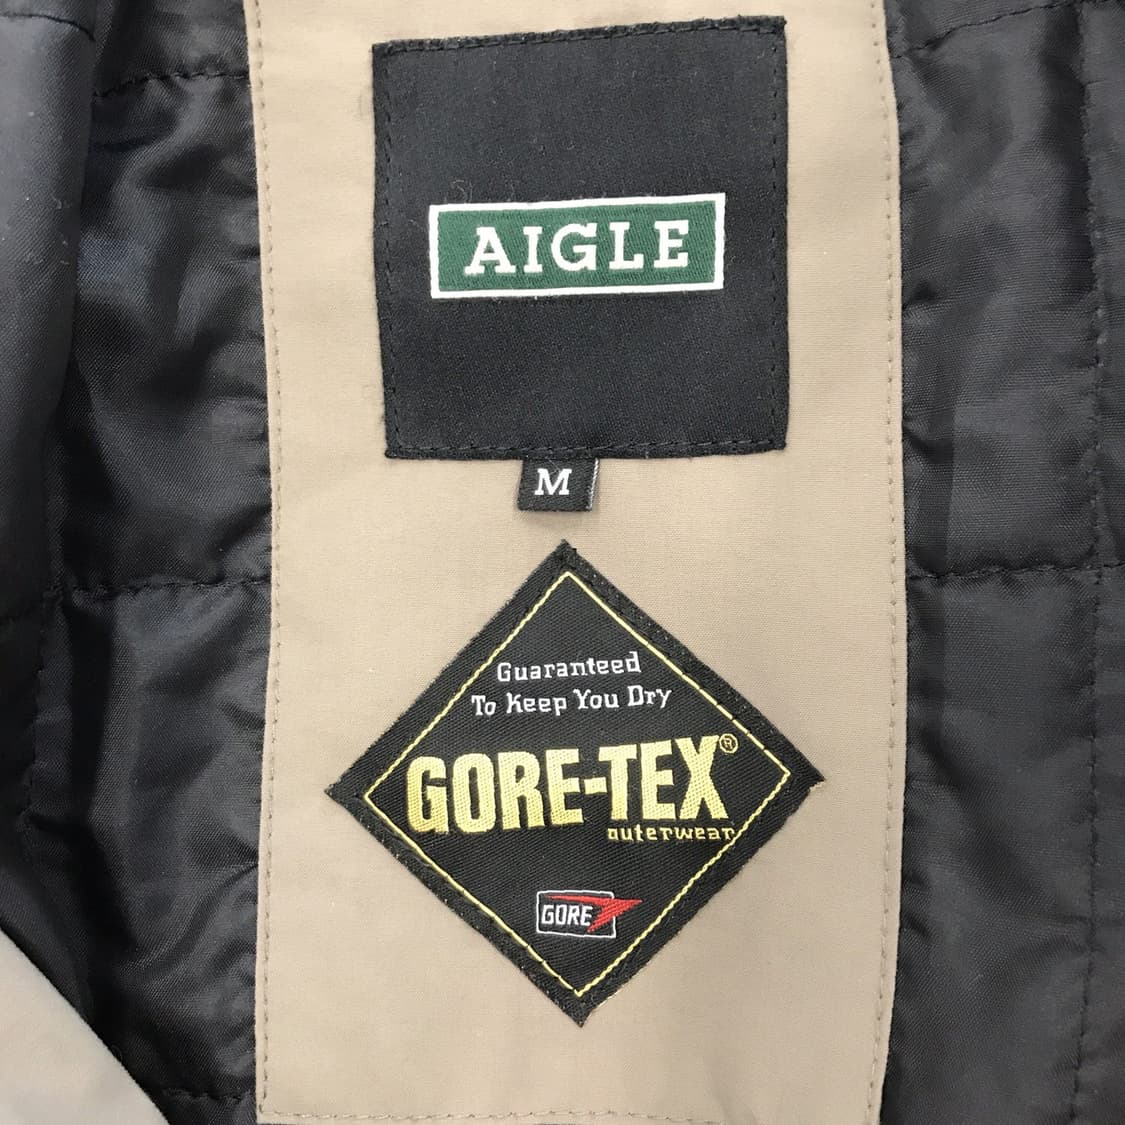 AIGLE
M
Guaranteed
To Keep You Dry
GORE-TEX®
outerwear
GORE